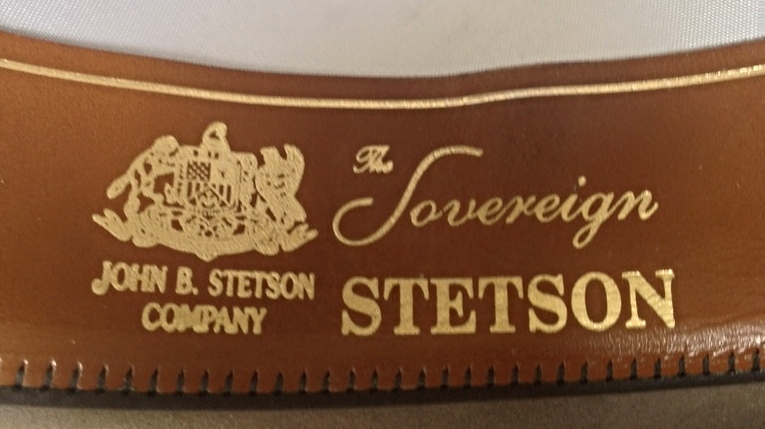 JOHN B. STETSON
COMPANY
The
Sovereign
STETSON